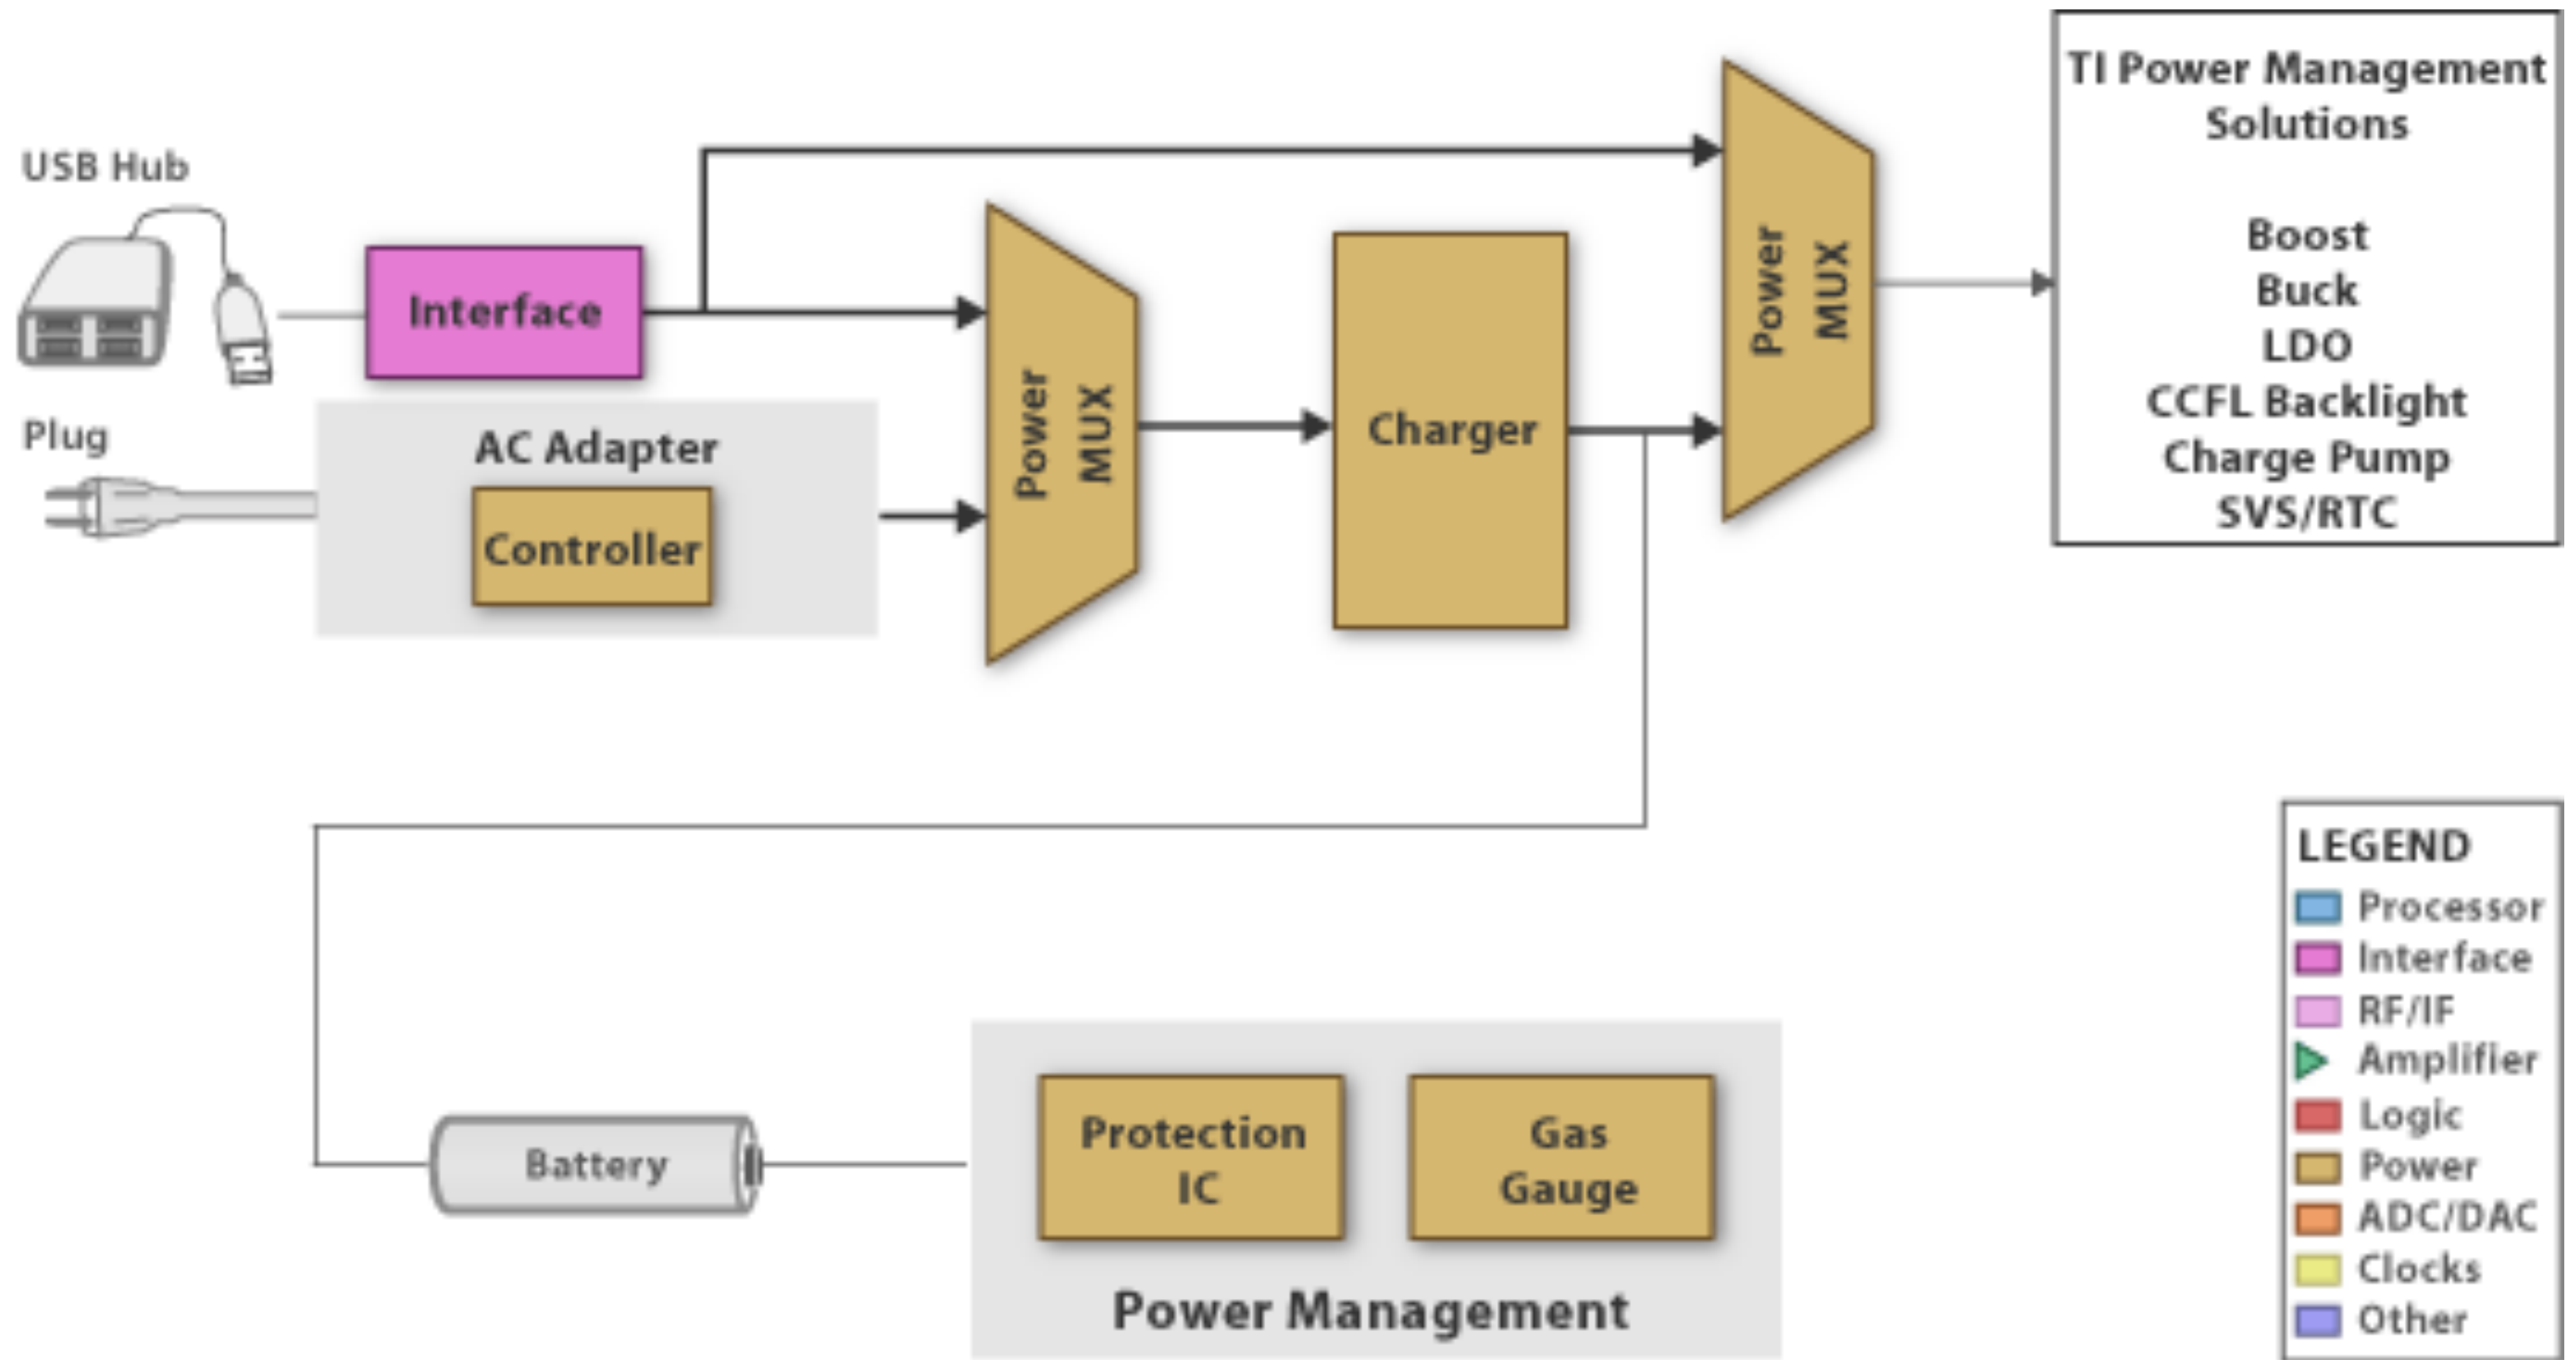 USB Hub
Interface
Plug
AC Adapter
Controller
Power
MUX
Charger
Power
MUX
TI Power Management
Solutions
Boost
Buck
LDO
CCFL Backlight
Charge Pump
SVS/RTC
Battery
Protection
IC
Gas
Gauge
Power Management
LEGEND
Processor
Interface
RF/IF
Amplifier
Logic
Power
ADC/DAC
Clocks
Other